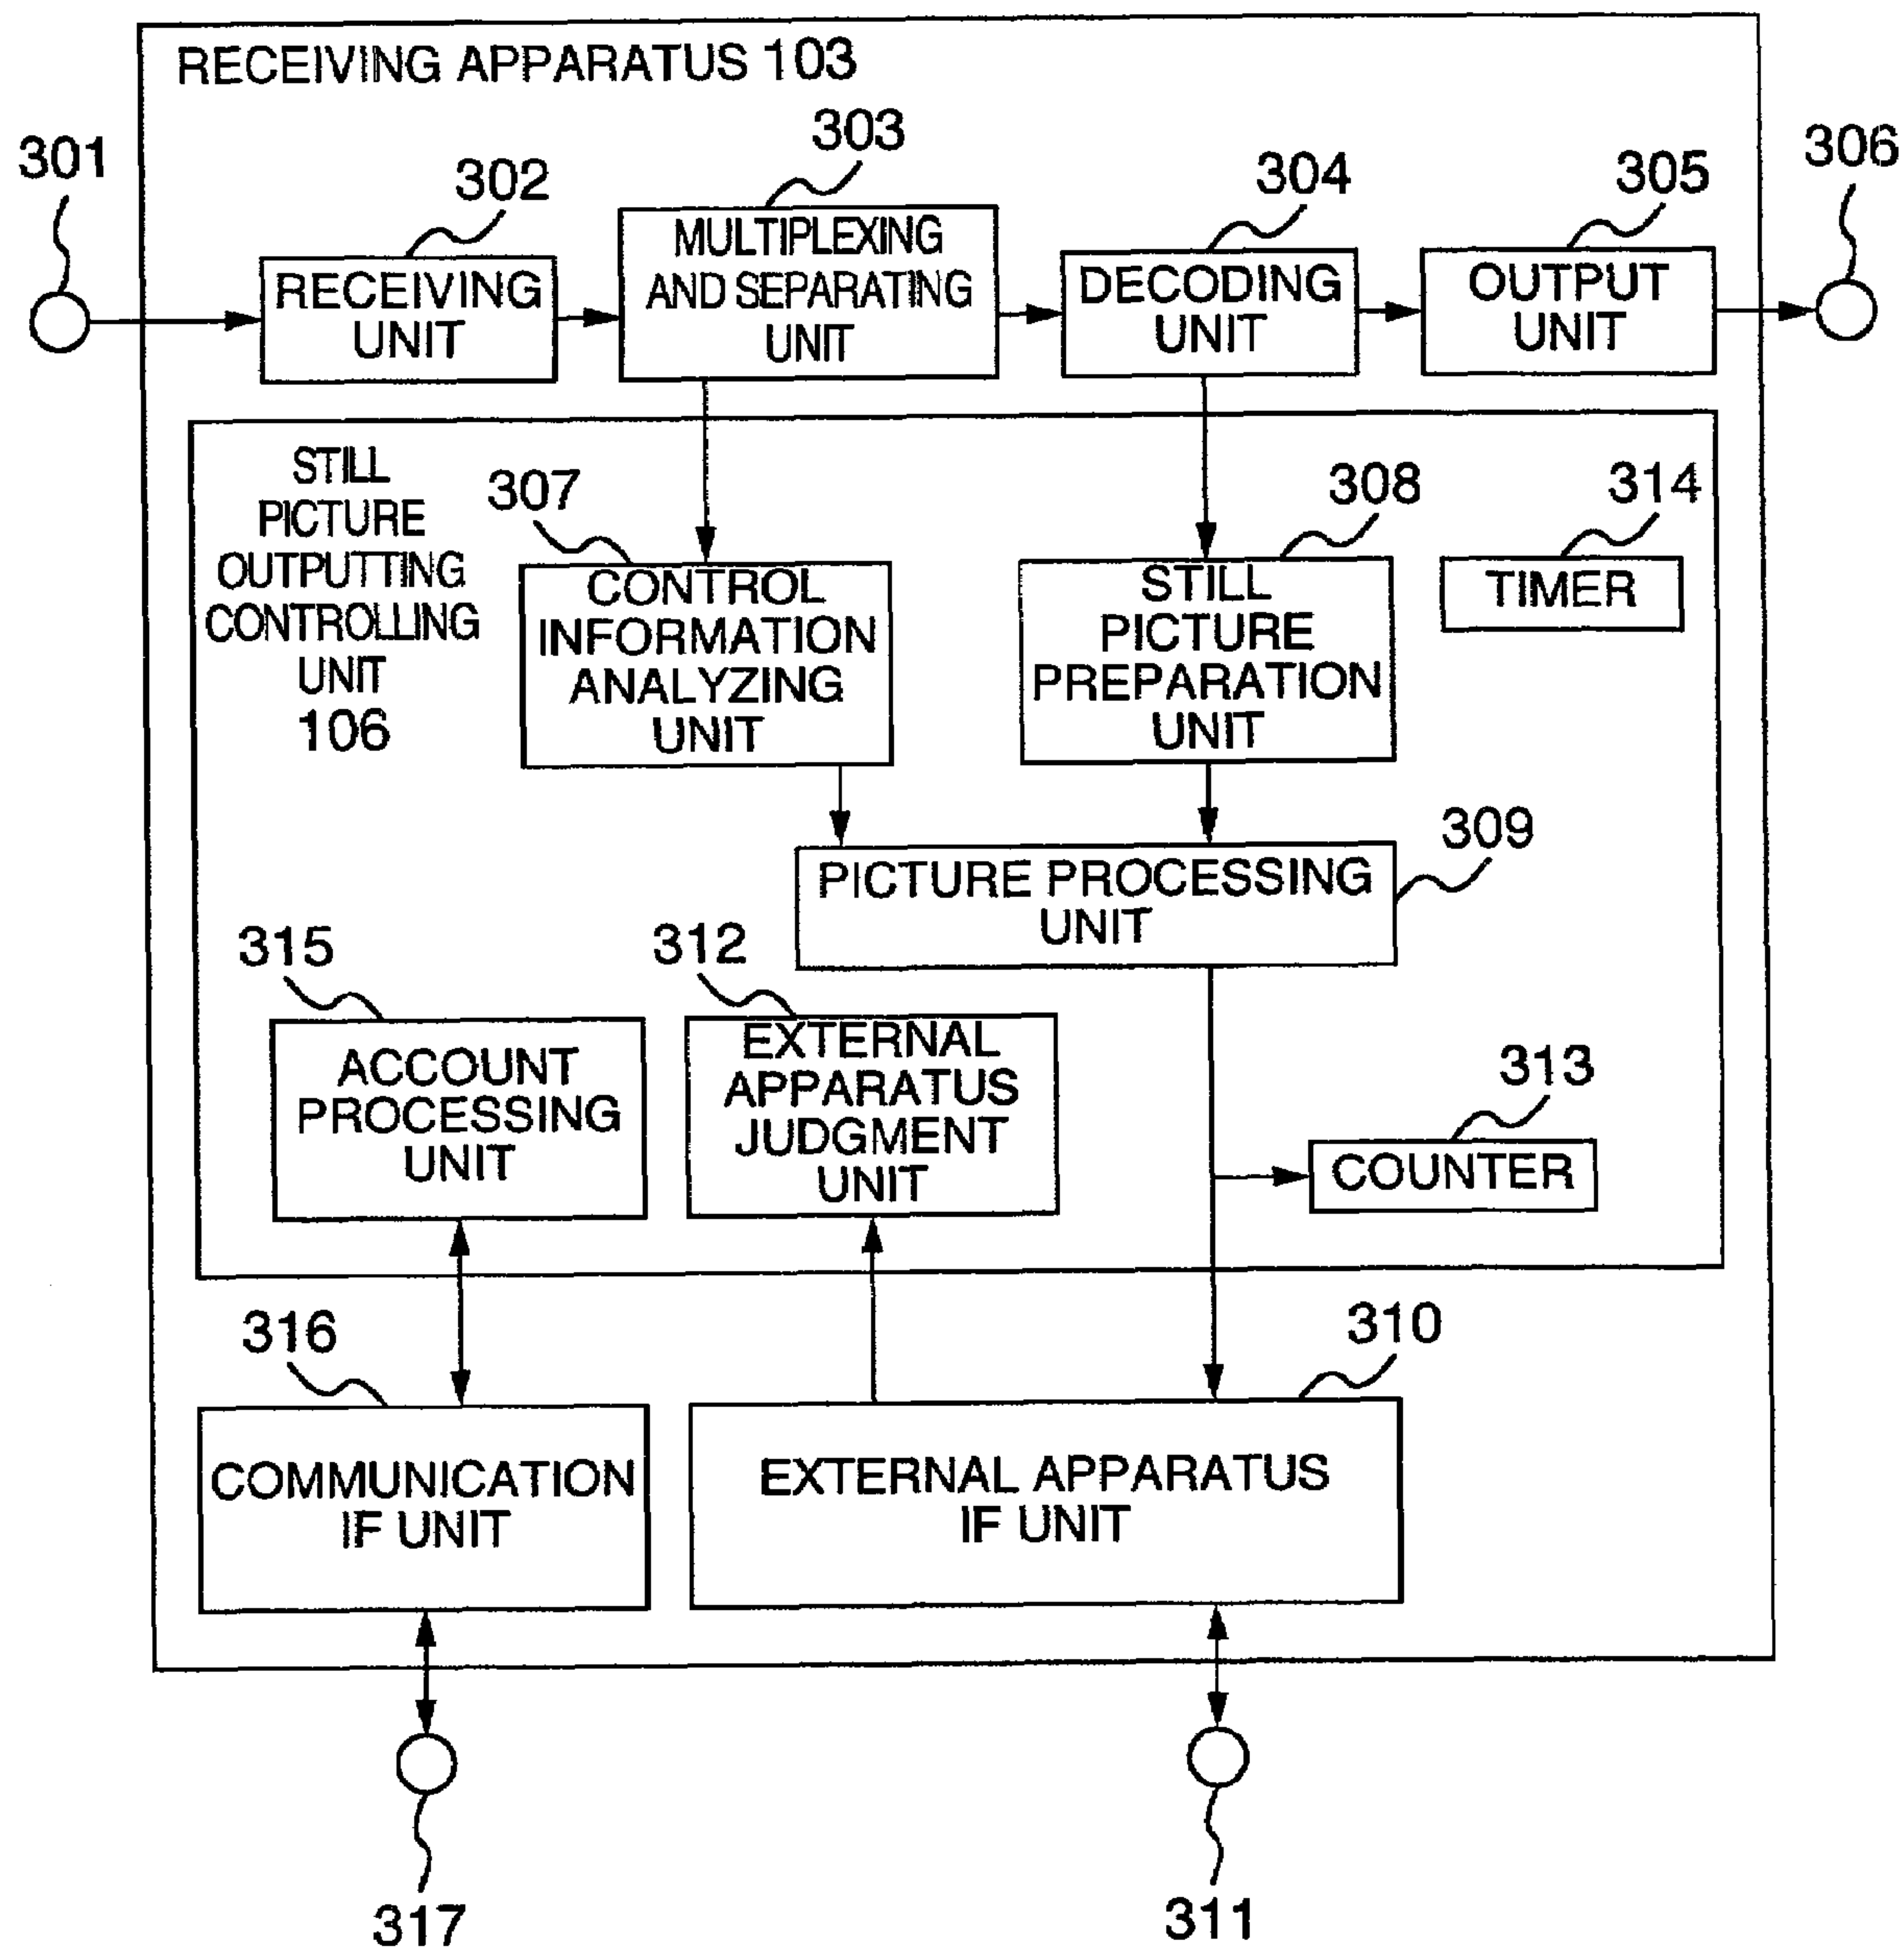 RECEIVING APPARATUS 103
301
302
303
304
305
306
RECEIVING
UNIT
MULTIPLEXING
AND SEPARATING
UNIT
DECODING
UNIT
OUTPUT
UNIT
STILL
PICTURE
OUTPUTTING
CONTROLLING
UNIT
106
307
CONTROL
INFORMATION
ANALYZING
UNIT
308
STILL
PICTURE
PREPARATION
UNIT
314
TIMER
309
PICTURE PROCESSING
UNIT
315
ACCOUNT
PROCESSING
UNIT
312
EXTERNAL
APPARATUS
JUDGMENT
UNIT
313
COUNTER
316
COMMUNICATION
IF UNIT
310
EXTERNAL APPARATUS
IF UNIT
317
311